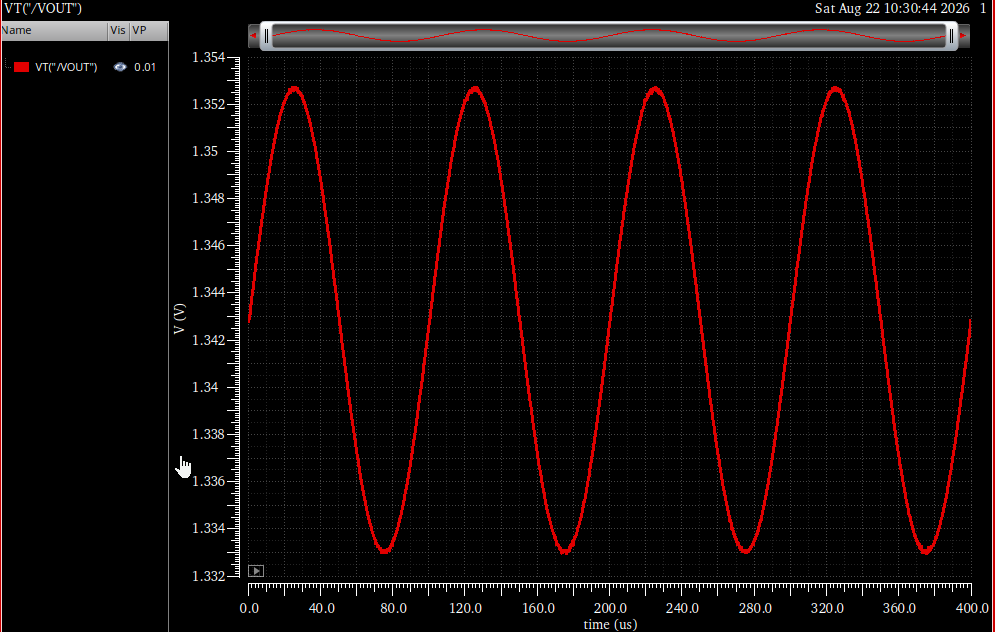 VT("/VOUT")
Sat Aug 22 10:30:44 2026 1
Name Vis VP
VT("/VOUT") 0.01
1.354
1.352
1.35
1.348
1.346
1.344
1.342
1.34
1.338
1.336
1.334
1.332
V (V)
0.0 40.0 80.0 120.0 160.0 200.0 240.0 280.0 320.0 360.0 400.0
time (us)